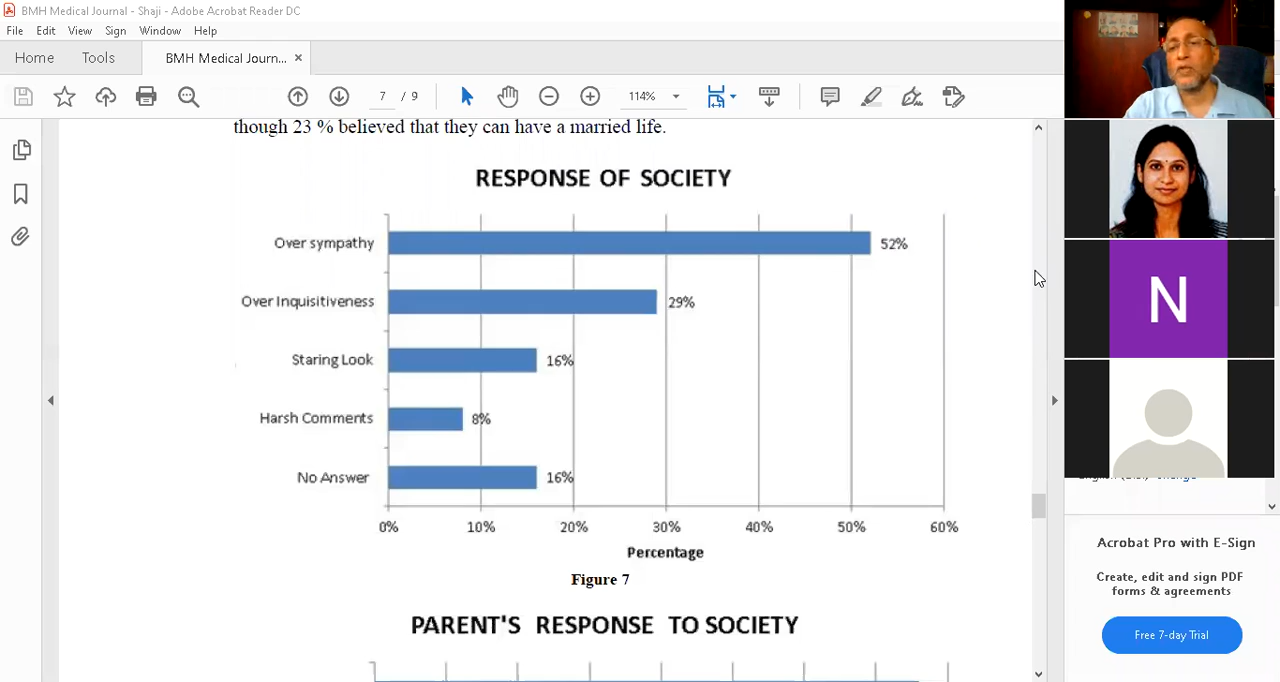 BMH Medical Journal - Shaji - Adobe Acrobat Reader DC
File Edit View Sign Window Help
Home Tools BMH Medical Journ... ×
7 / 9 114%
though 23 % believed that they can have a married life.
RESPONSE OF SOCIETY
Over sympathy 52%
Over Inquisitiveness 29%
Staring Look 16%
Harsh Comments 8%
No Answer 16%
0% 10% 20% 30% 40% 50% 60%
Percentage
Figure 7
PARENT'S RESPONSE TO SOCIETY
N
Acrobat Pro with E-Sign
Create, edit and sign PDF
forms & agreements
Free 7-day Trial